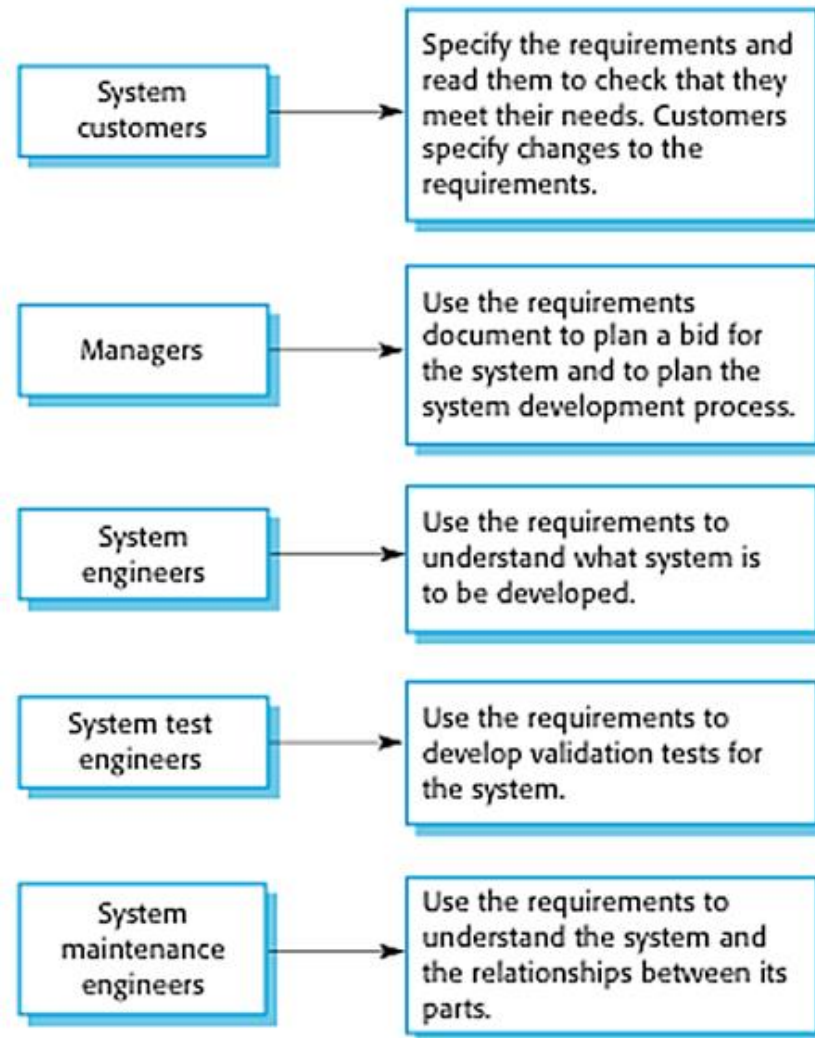 System
customers
Specify the requirements and
read them to check that they
meet their needs. Customers
specify changes to the
requirements.
Managers
Use the requirements
document to plan a bid for
the system and to plan the
system development process.
System
engineers
Use the requirements to
understand what system is
to be developed.
System test
engineers
Use the requirements to
develop validation tests for
the system.
System
maintenance
engineers
Use the requirements to
understand the system and
the relationships between its
parts.